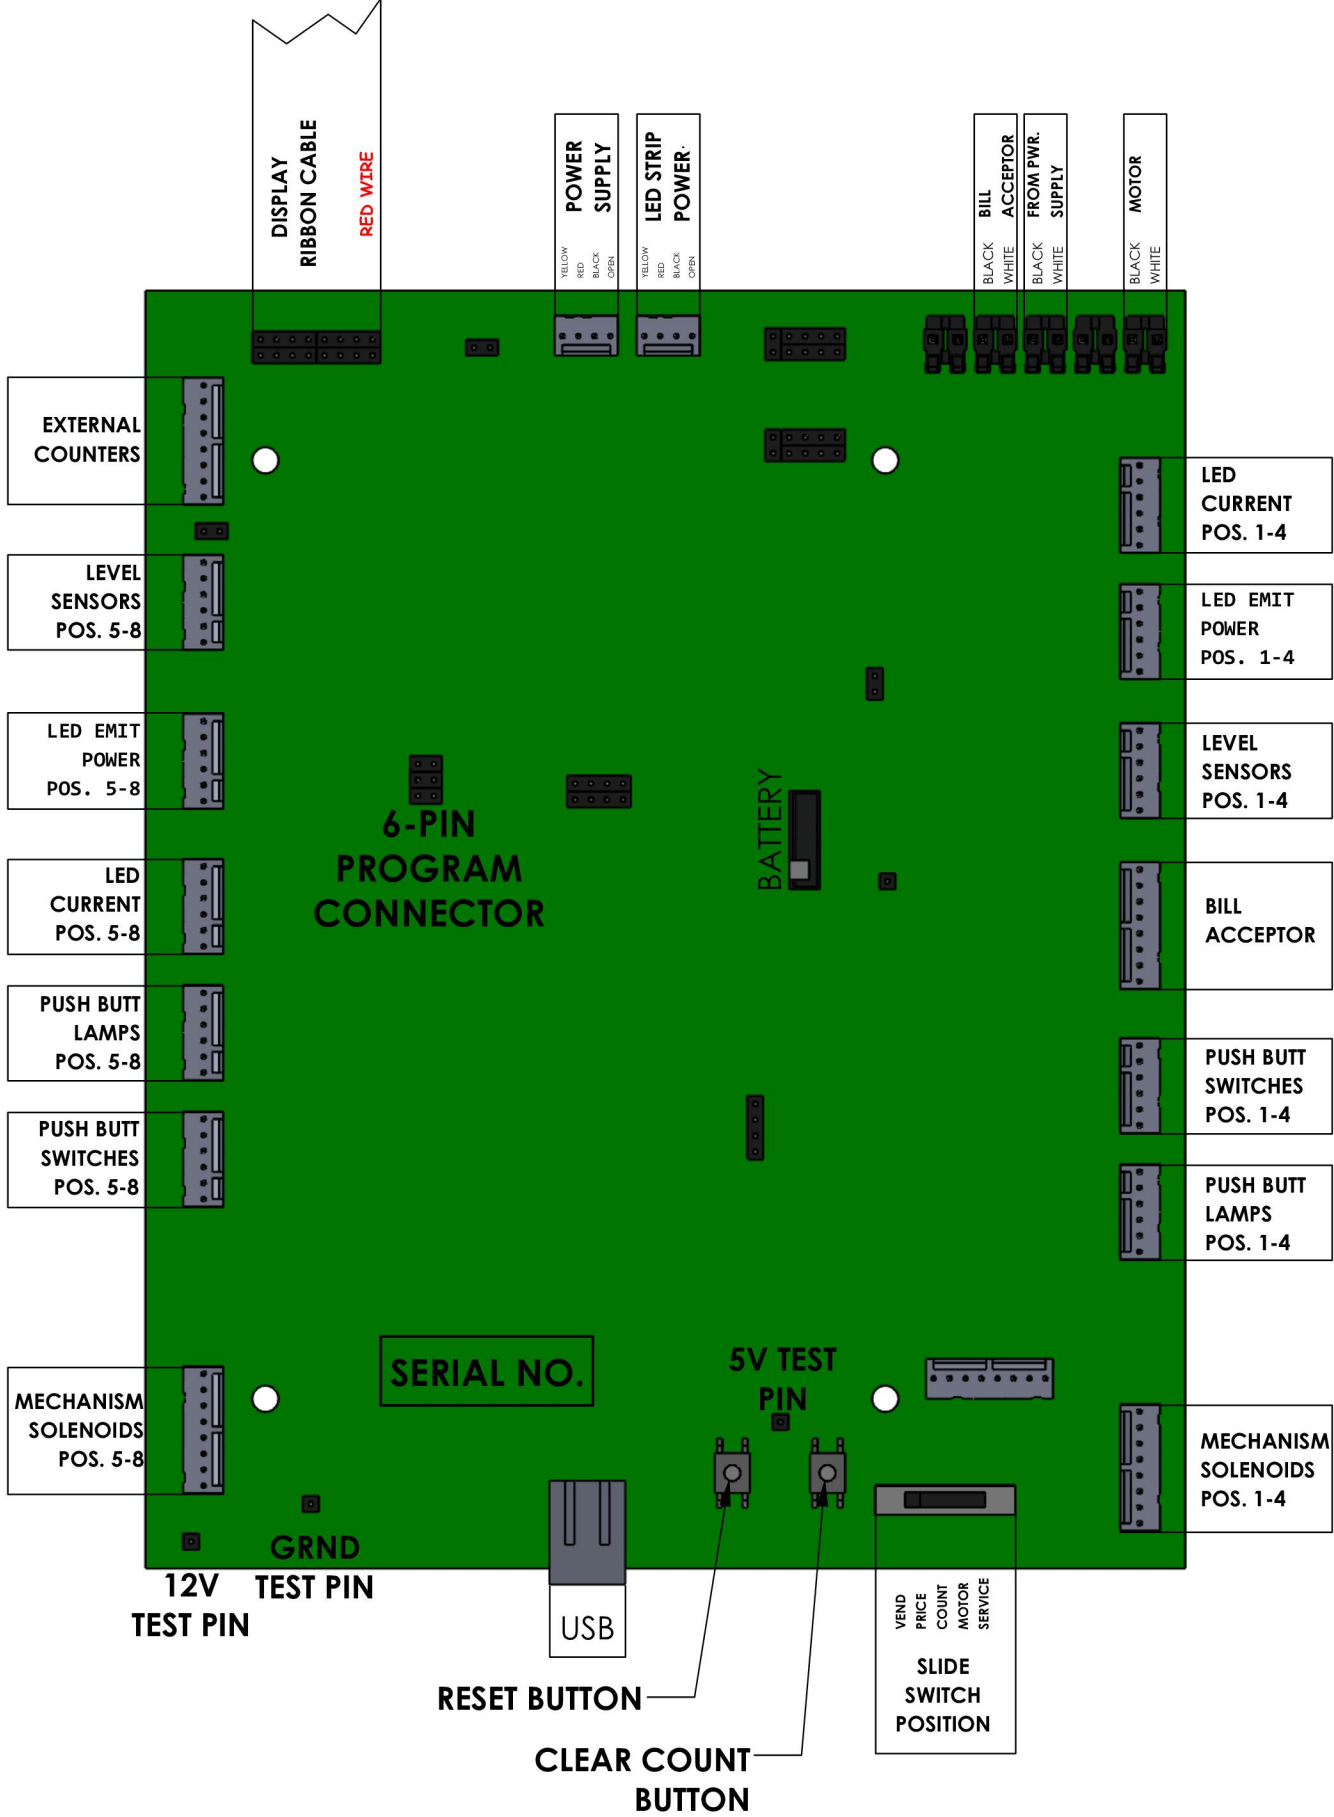 DISPLAY
RIBBON CABLE
RED WIRE
POWER
SUPPLY
YELLOW
RED
BLACK
OPEN
LED STRIP
POWER.
YELLOW
RED
BLACK
OPEN
BILL
ACCEPTOR
BLACK
WHITE
FROM PWR.
SUPPLY
BLACK
WHITE
MOTOR
BLACK
WHITE
EXTERNAL
COUNTERS
LEVEL
SENSORS
POS. 5-8
LED EMIT
POWER
POS. 5-8
LED
CURRENT
POS. 5-8
PUSH BUTT
LAMPS
POS. 5-8
PUSH BUTT
SWITCHES
POS. 5-8
MECHANISM
SOLENOIDS
POS. 5-8
6-PIN
PROGRAM
CONNECTOR
BATTERY
LED
CURRENT
POS. 1-4
LED EMIT
POWER
POS. 1-4
LEVEL
SENSORS
POS. 1-4
BILL
ACCEPTOR
PUSH BUTT
SWITCHES
POS. 1-4
PUSH BUTT
LAMPS
POS. 1-4
MECHANISM
SOLENOIDS
POS. 1-4
SERIAL NO.
5V TEST
PIN
GRND
TEST PIN
12V
TEST PIN
USB
RESET BUTTON
CLEAR COUNT
BUTTON
VEND
PRICE
COUNT
MOTOR
SERVICE
SLIDE
SWITCH
POSITION